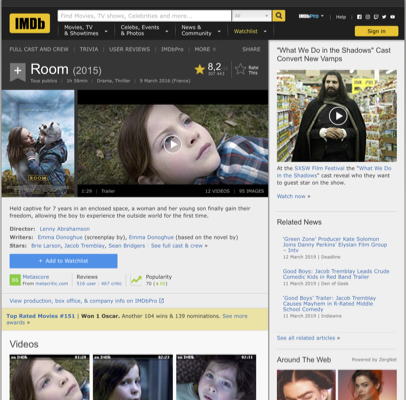 IMDb
Find Movies, TV shows, Celebrities and more...
All
IMDbPro
Help
Movies, TV
& Showtimes
Celebs, Events
& Photos
News &
Community
Watchlist
Sign in
FULL CAST AND CREW | TRIVIA | USER REVIEWS | IMDbPro | MORE
SHARE
+
Room (2015)
8,2
Rate
This
Tous publics | 1h 58min | Drama, Thriller | 9 March 2016 (France)
ROOM
1:29 | Trailer
12 VIDEOS | 95 IMAGES
Held captive for 7 years in an enclosed space, a woman and her young son finally gain their
freedom, allowing the boy to experience the outside world for the first time.
Director: Lenny Abrahamson
Writers: Emma Donoghue (screenplay by), Emma Donoghue (based on the novel by)
Stars: Brie Larson, Jacob Tremblay, Sean Bridgers | See full cast & crew »
+ Add to Watchlist
86
Metascore
From metacritic.com
Reviews
516 user | 467 critic
Popularity
View production, box office, & company info on IMDbPro
Top Rated Movies #151 | Won 1 Oscar. Another 104 wins & 139 nominations. See more
awards »
Videos
"What We Do in the Shadows" Cast
Convert New Vamps
At the SXSW Film Festival the "What We Do
in the Shadows" cast reveal who they want
to guest star on the show.
Watch now »
Related News
'Green Zone' Producer Kate Solomon
Joins Danny Perkins' Elysian Film Group
– Intv
12 March 2019 | Deadline
Good Boys: Jacob Tremblay Leads Crude
Comedic Kids in Red Band Trailer
11 March 2019 | Den of Geek
'Good Boys' Trailer: Jacob Tremblay
Discovers Mayhem in R-Rated Middle
School Comedy
11 March 2019 | Indiewire
See all related articles »
Around The Web
Powered by ZergNet